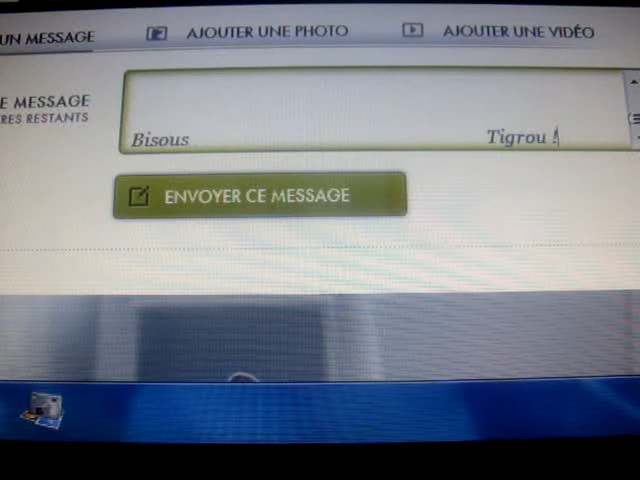 UN MESSAGE AJOUTER UNE PHOTO AJOUTER UNE VIDÉO
E MESSAGE
RES RESTANTS
Bisous Tigrou !
ENVOYER CE MESSAGE